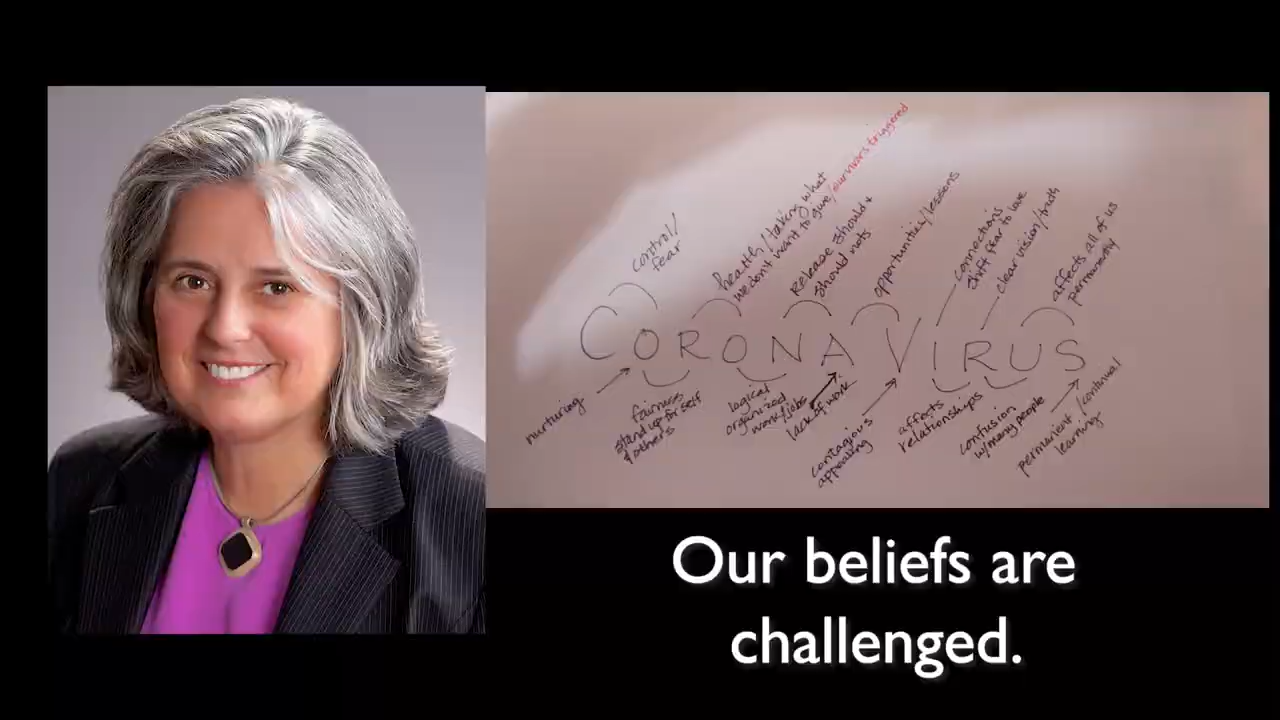 control/
fear
health/taking what
we don't want to give/survivors triggered
Release should &
should nots
opportunities/lessons
connections
shift fear to love
clear vision/truth
affects all of us
permanently
CORONAVIRUS
nurturing
fairness
stand up for self
& others
logical
organized
work/jobs
lack of work
contagious
appearing
affects
relationships
confusion
w/many people
permanent/continual
learning
Our beliefs are
challenged.